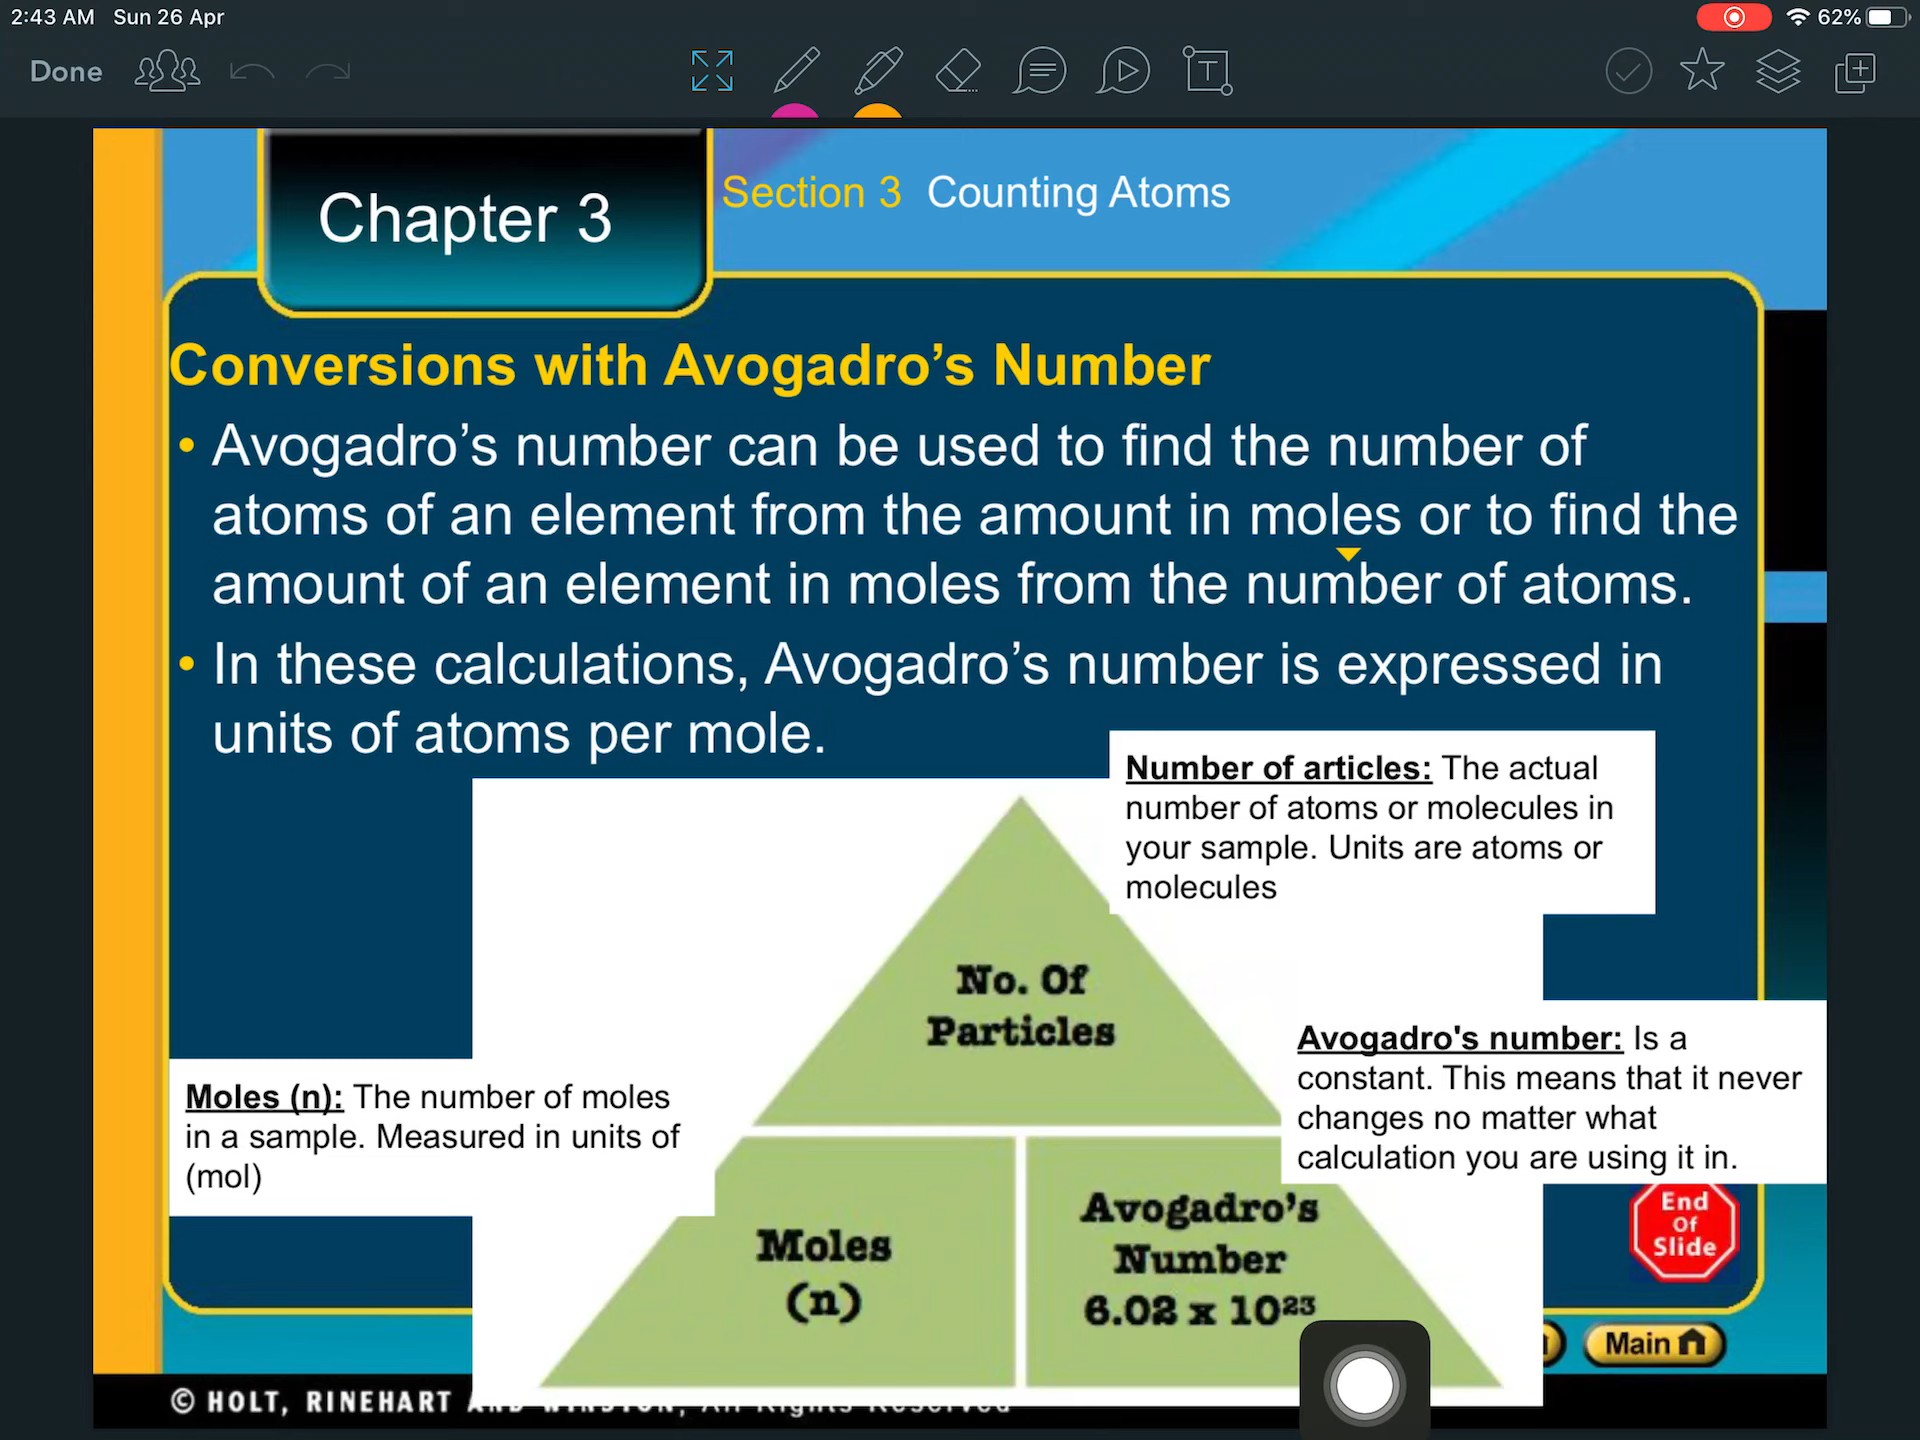 2:43 AM Sun 26 Apr
62%
Done
Chapter 3
Section 3 Counting Atoms
Conversions with Avogadro’s Number
• Avogadro’s number can be used to find the number of
atoms of an element from the amount in moles or to find the
amount of an element in moles from the number of atoms.
• In these calculations, Avogadro’s number is expressed in
units of atoms per mole.
Number of articles: The actual
number of atoms or molecules in
your sample. Units are atoms or
molecules
No. Of
Particles
Avogadro's number: Is a
constant. This means that it never
changes no matter what
calculation you are using it in.
Moles (n): The number of moles
in a sample. Measured in units of
(mol)
Moles
(n)
Avogadro’s
Number
6.02 x 10²³
End
Of
Slide
Main
© HOLT, RINEHART AND WINSTON, All Rights Reserved